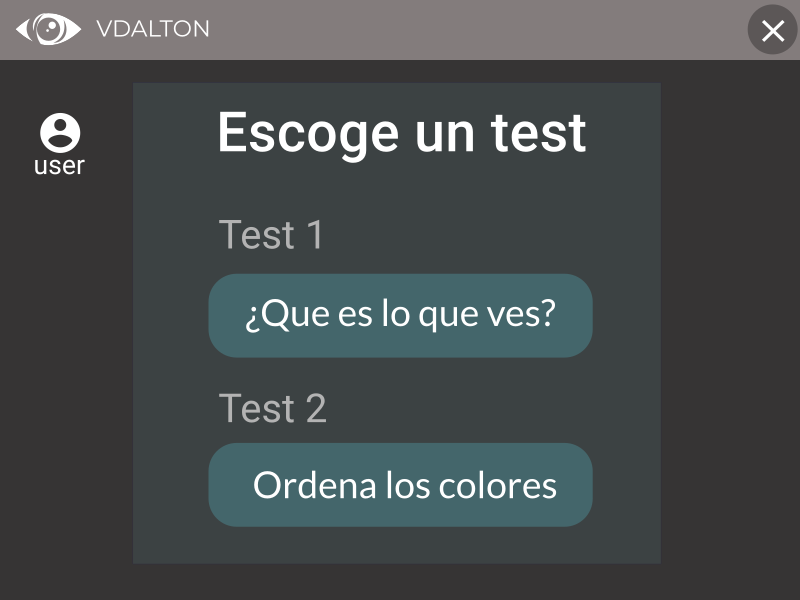 VDALTON
user
Escoge un test
Test 1
¿Que es lo que ves?
Test 2
Ordena los colores